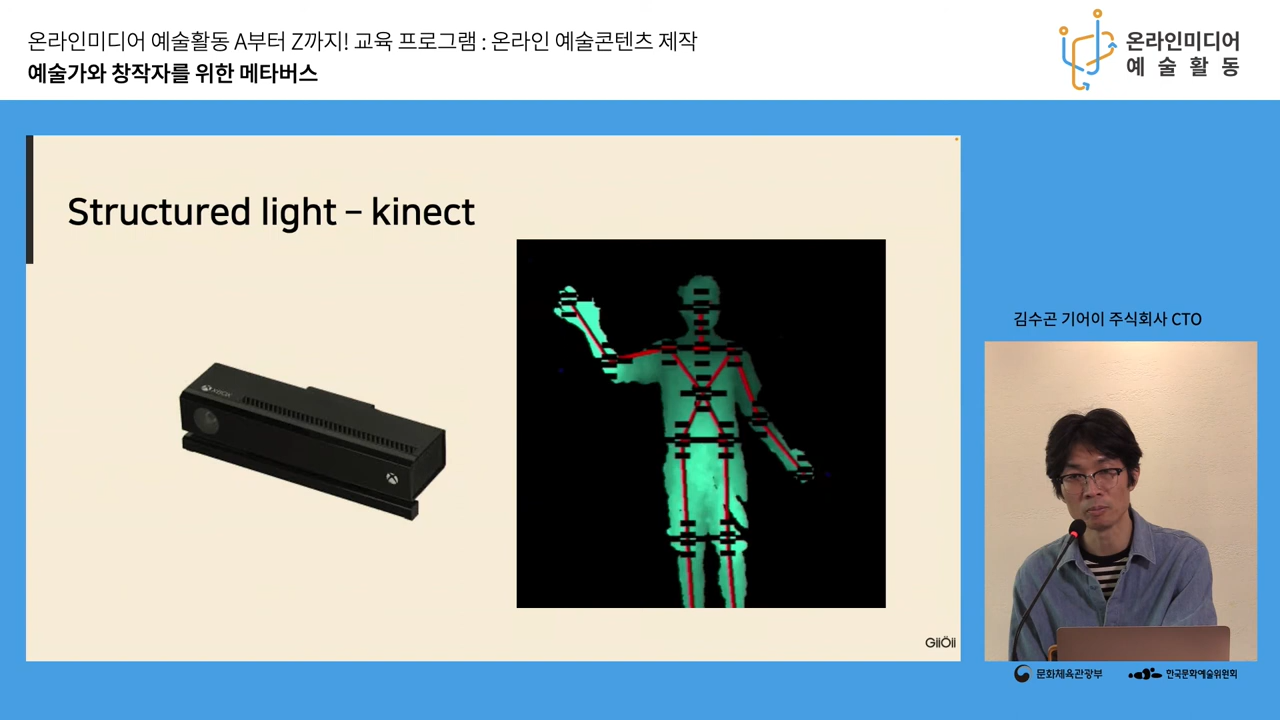 온라인미디어 예술활동 A부터 Z까지! 교육 프로그램 : 온라인 예술콘텐츠 제작
예술가와 창작자를 위한 메타버스
온라인미디어
예술활동
Structured light – kinect
XBOX
GiiÖii
김수곤 기어이 주식회사 CTO
문화체육관광부
한국문화예술위원회